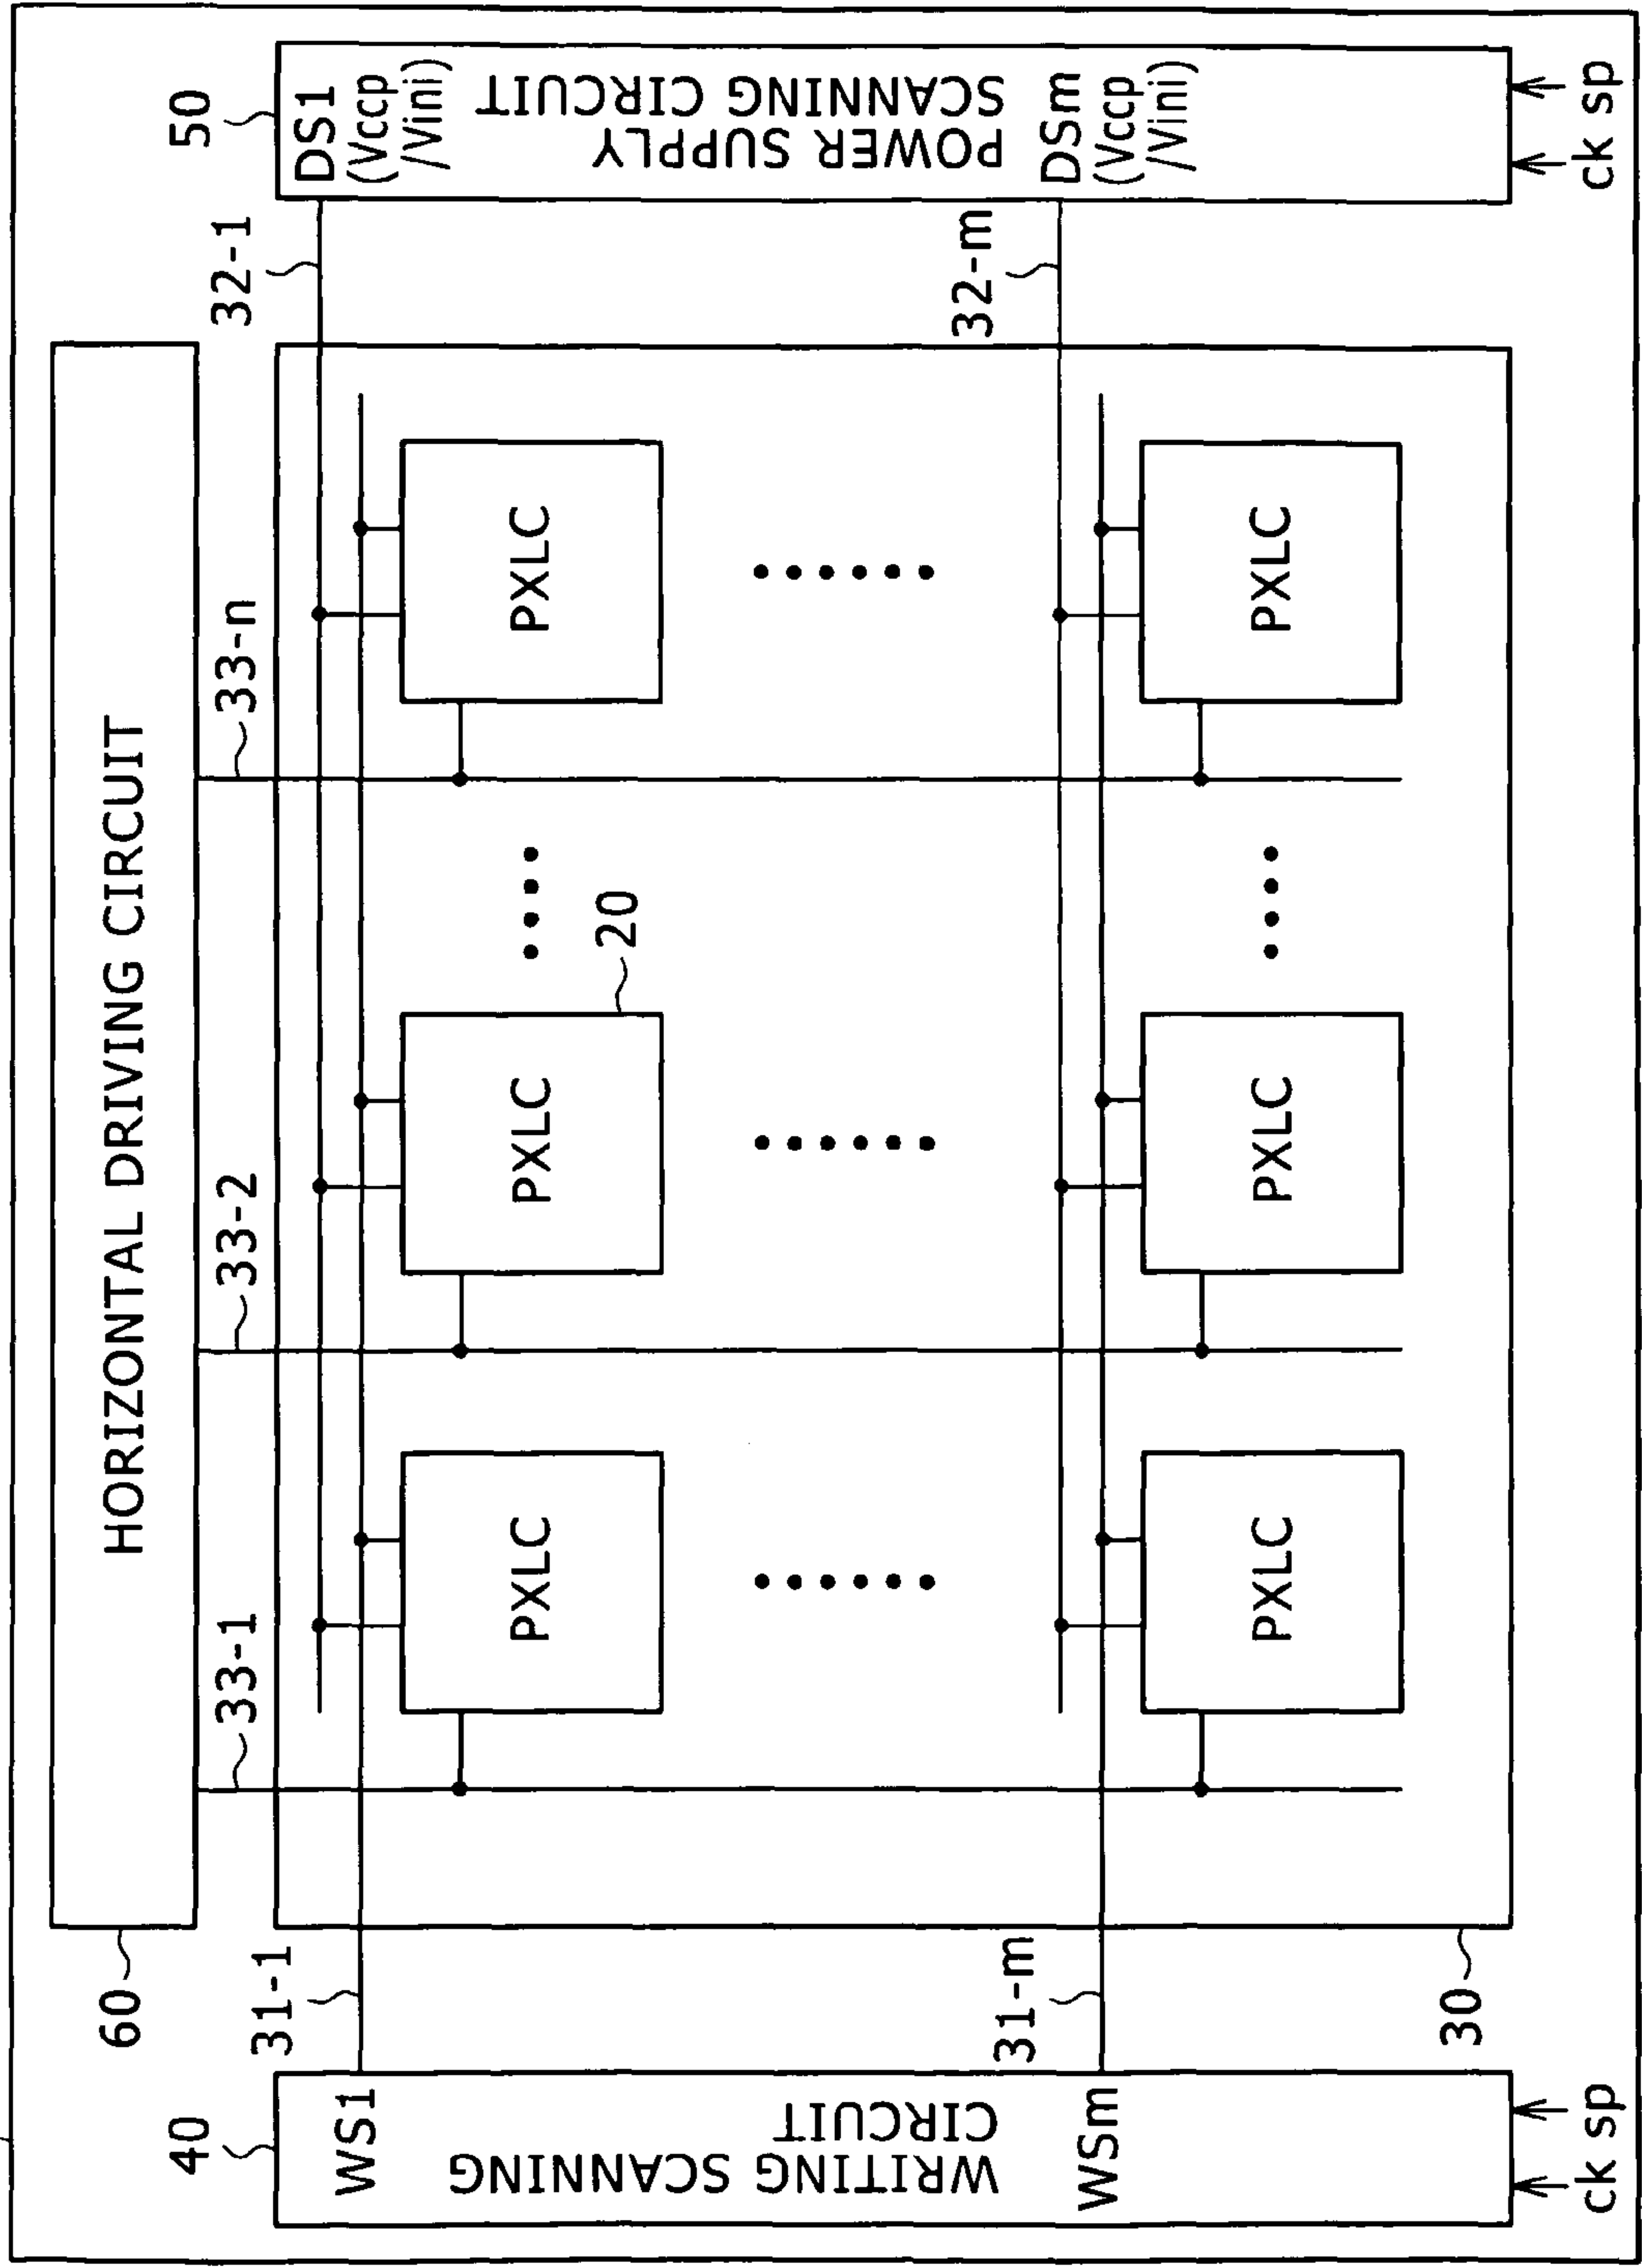 HORIZONTAL DRIVING CIRCUIT
60
40
50
33-1
33-2
33-n
32-1
31-1
WS1
DS1
(Vccp
/Vini)
PXLC
PXLC
PXLC
20
WRITING SCANNING
CIRCUIT
POWER SUPPLY
SCANNING CIRCUIT
31-m
32-m
WSm
DSm
(Vccp
/Vini)
PXLC
PXLC
PXLC
30
ck sp
ck sp